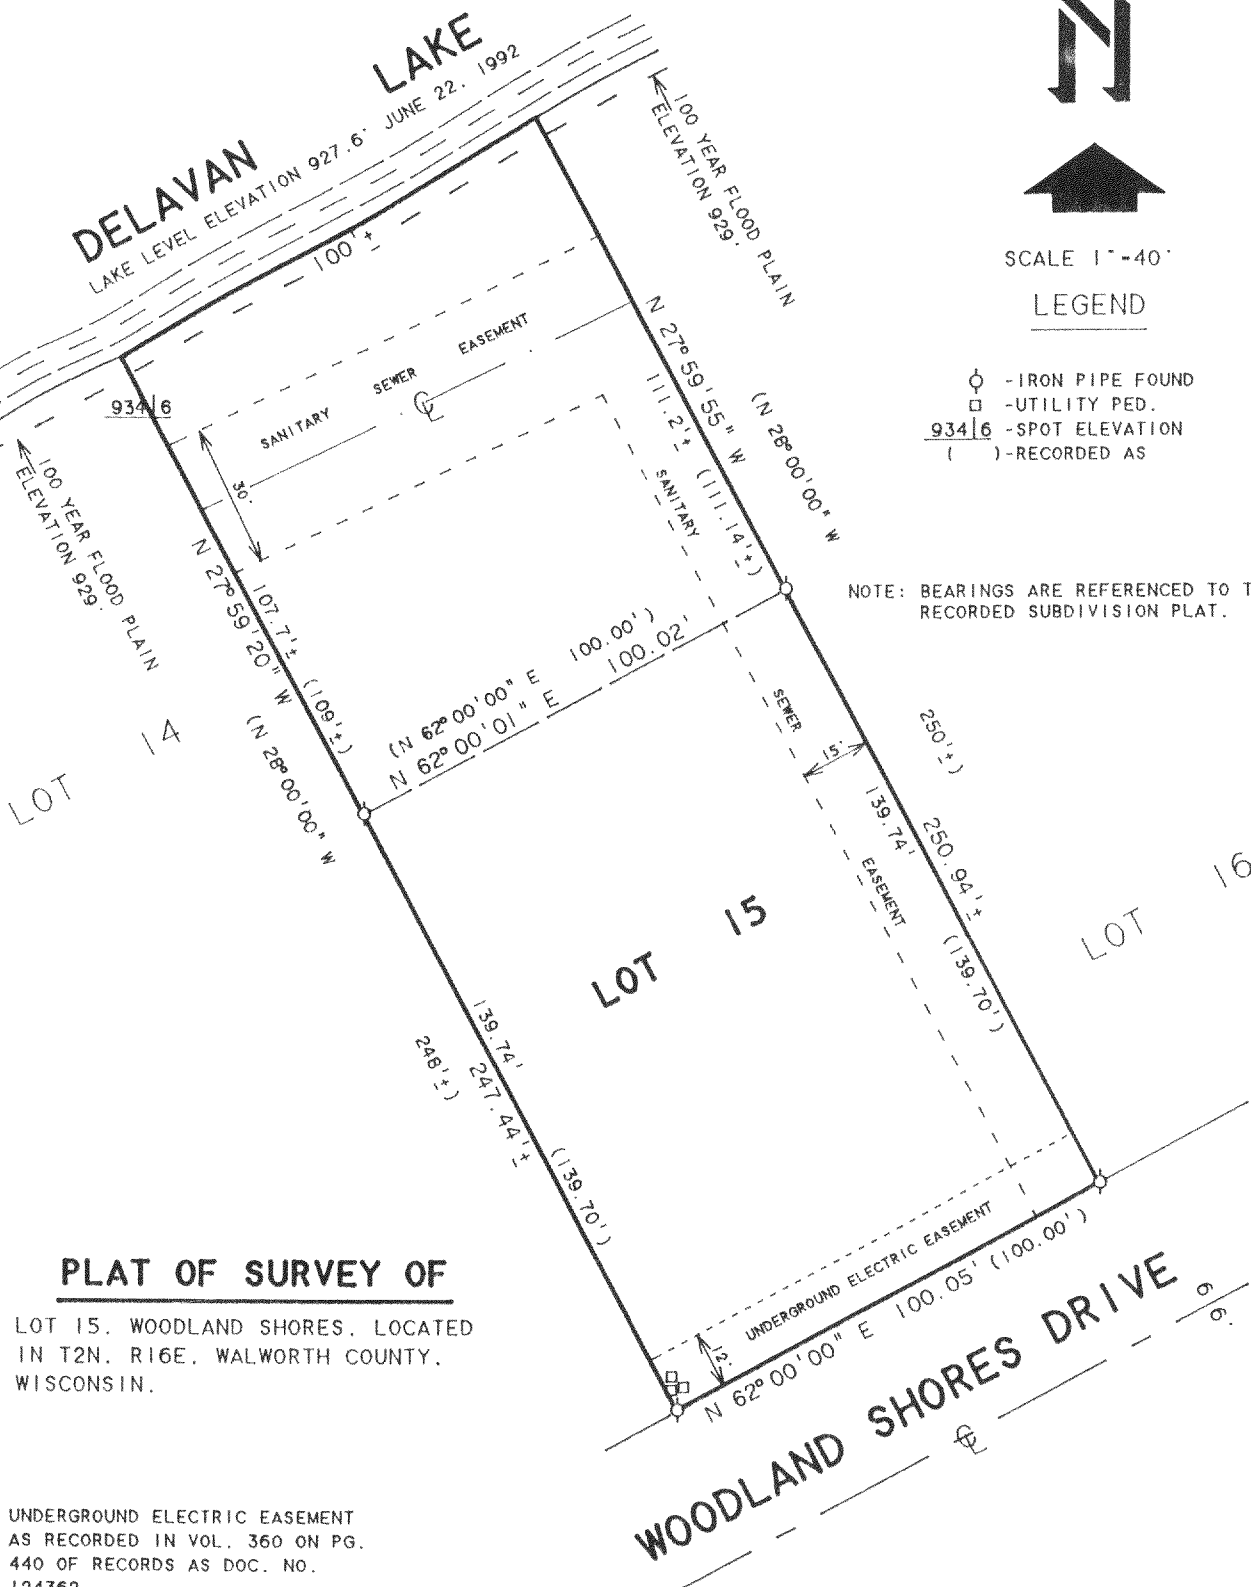 DELAVAN LAKE
LAKE LEVEL ELEVATION 927.6' JUNE 22, 1992
N
SCALE 1"-40'
LEGEND
-IRON PIPE FOUND
-UTILITY PED.
934|6 -SPOT ELEVATION
( )-RECORDED AS
NOTE: BEARINGS ARE REFERENCED TO T
RECORDED SUBDIVISION PLAT.
100 YEAR FLOOD PLAIN
ELEVATION 929'
100'±
SANITARY SEWER EASEMENT
℄
934|6
30'
100 YEAR FLOOD PLAIN
ELEVATION 929'
N 27°59'55" W
(N 28°00'00" W
111.2'± (111.14'±)
SANITARY SEWER EASEMENT
15'
N 27°59'20" W
(N 28°00'00" W
107.7'± (109'±)
(N 62°00'00" E 100.00')
N 62°00'01" E 100.02'
LOT 14
LOT 15
LOT 16
250'±)
250.94'±
139.74' (139.70')
248'±)
247.44'±
139.74' (139.70')
UNDERGROUND ELECTRIC EASEMENT
12'
N 62°00'00" E 100.05' (100.00')
WOODLAND SHORES DRIVE
66'
℄
PLAT OF SURVEY OF
LOT 15, WOODLAND SHORES, LOCATED
IN T2N, R16E, WALWORTH COUNTY,
WISCONSIN.
UNDERGROUND ELECTRIC EASEMENT
AS RECORDED IN VOL. 360 ON PG.
440 OF RECORDS AS DOC. NO.
124362